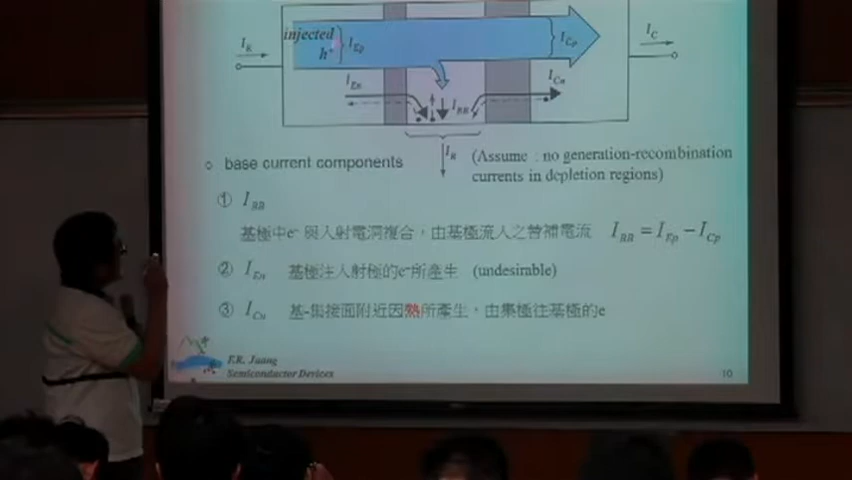 injected
h⁺
I_Ep
I_Cp
I_E
I_C
I_En
I_Cn
I_BB
I_B
(Assume : no generation-recombination
currents in depletion regions)
○ base current components
① I_BB
基極中e⁻與入射電洞複合，由基極流入之替補電流 I_BB = I_Ep − I_Cp
② I_En 基極注入射極的e⁻所產生 (undesirable)
③ I_Cn 基-集接面附近因熱所產生，由集極往基極的e
Semiconductor Devices
10